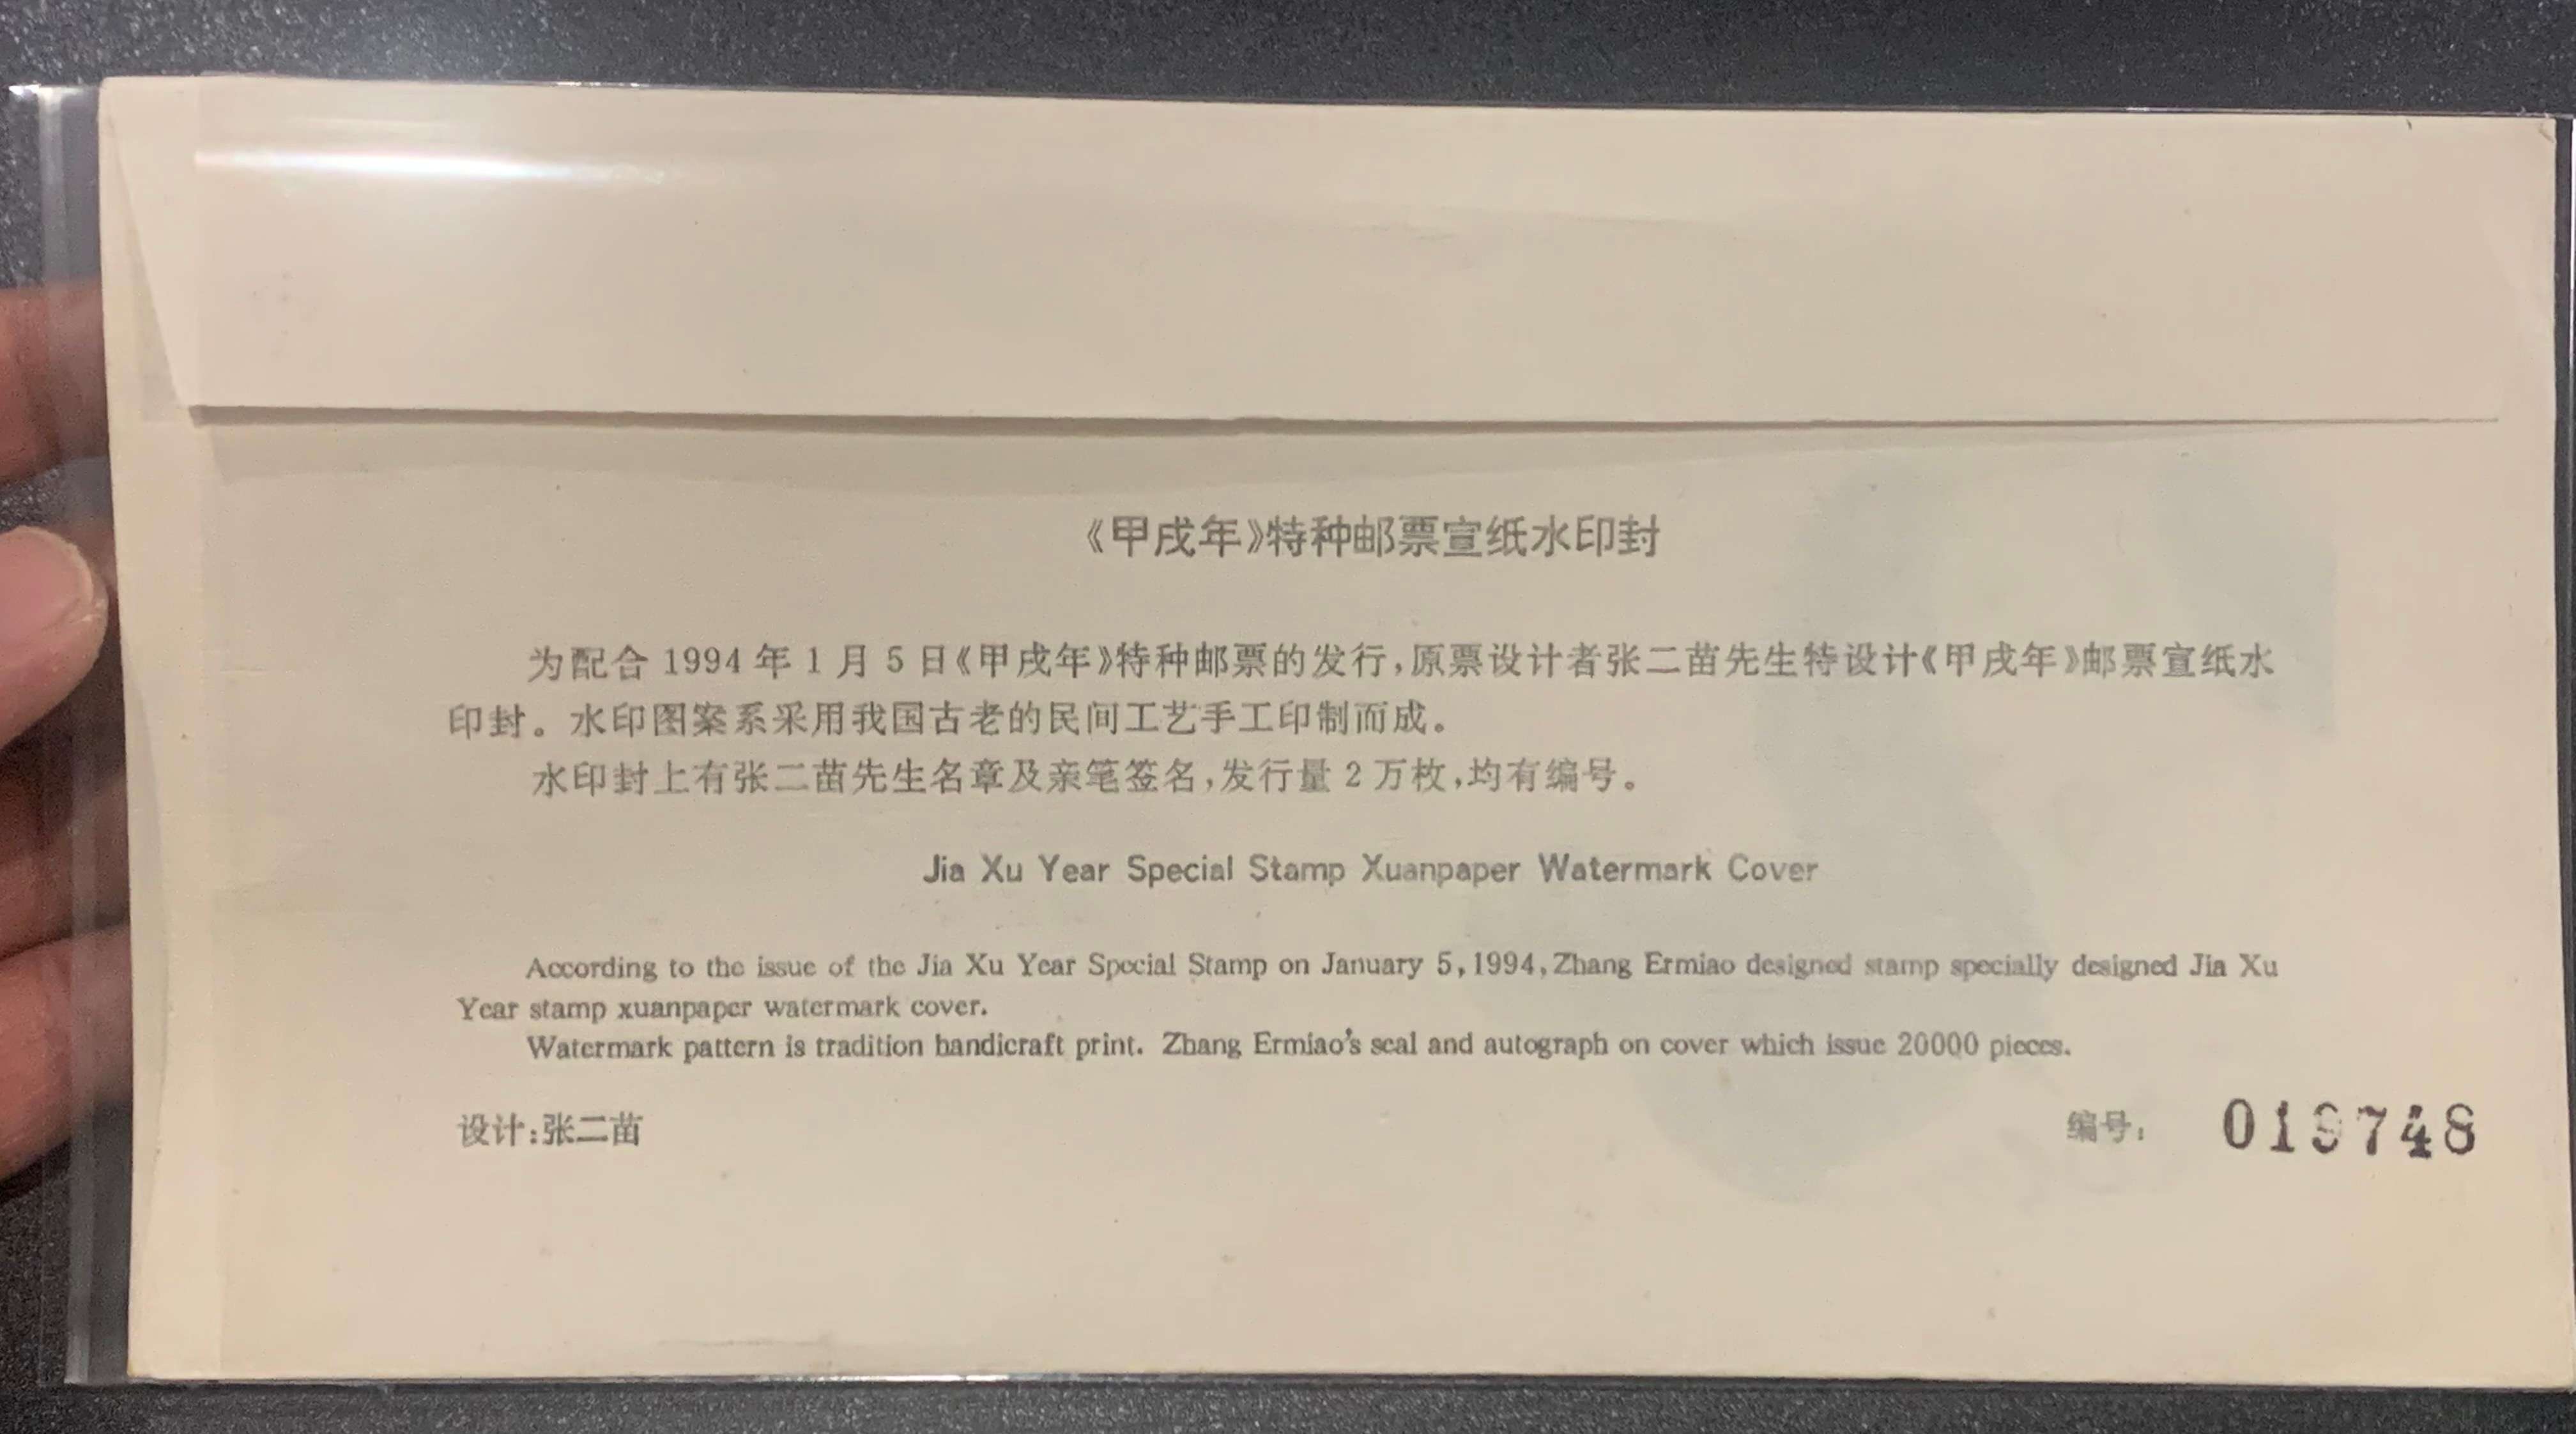 《甲戌年》特种邮票宣纸水印封
为配合 1994 年 1 月 5 日《甲戌年》特种邮票的发行,原票设计者张二苗先生特设计《甲戌年》邮票宣纸水
印封。水印图案系采用我国古老的民间工艺手工印制而成。
水印封上有张二苗先生名章及亲笔签名,发行量 2 万枚,均有编号。
Jia Xu Year Special Stamp Xuanpaper Watermark Cover
According to the issue of the Jia Xu Year Special Stamp on January 5,1994,Zhang Ermiao designed stamp specially designed Jia Xu
Year stamp xuanpaper watermark cover.
Watermark pattern is tradition handicraft print. Zhang Ermiao's seal and autograph on cover which issue 20000 pieces.
设计:张二苗
编号: 019748